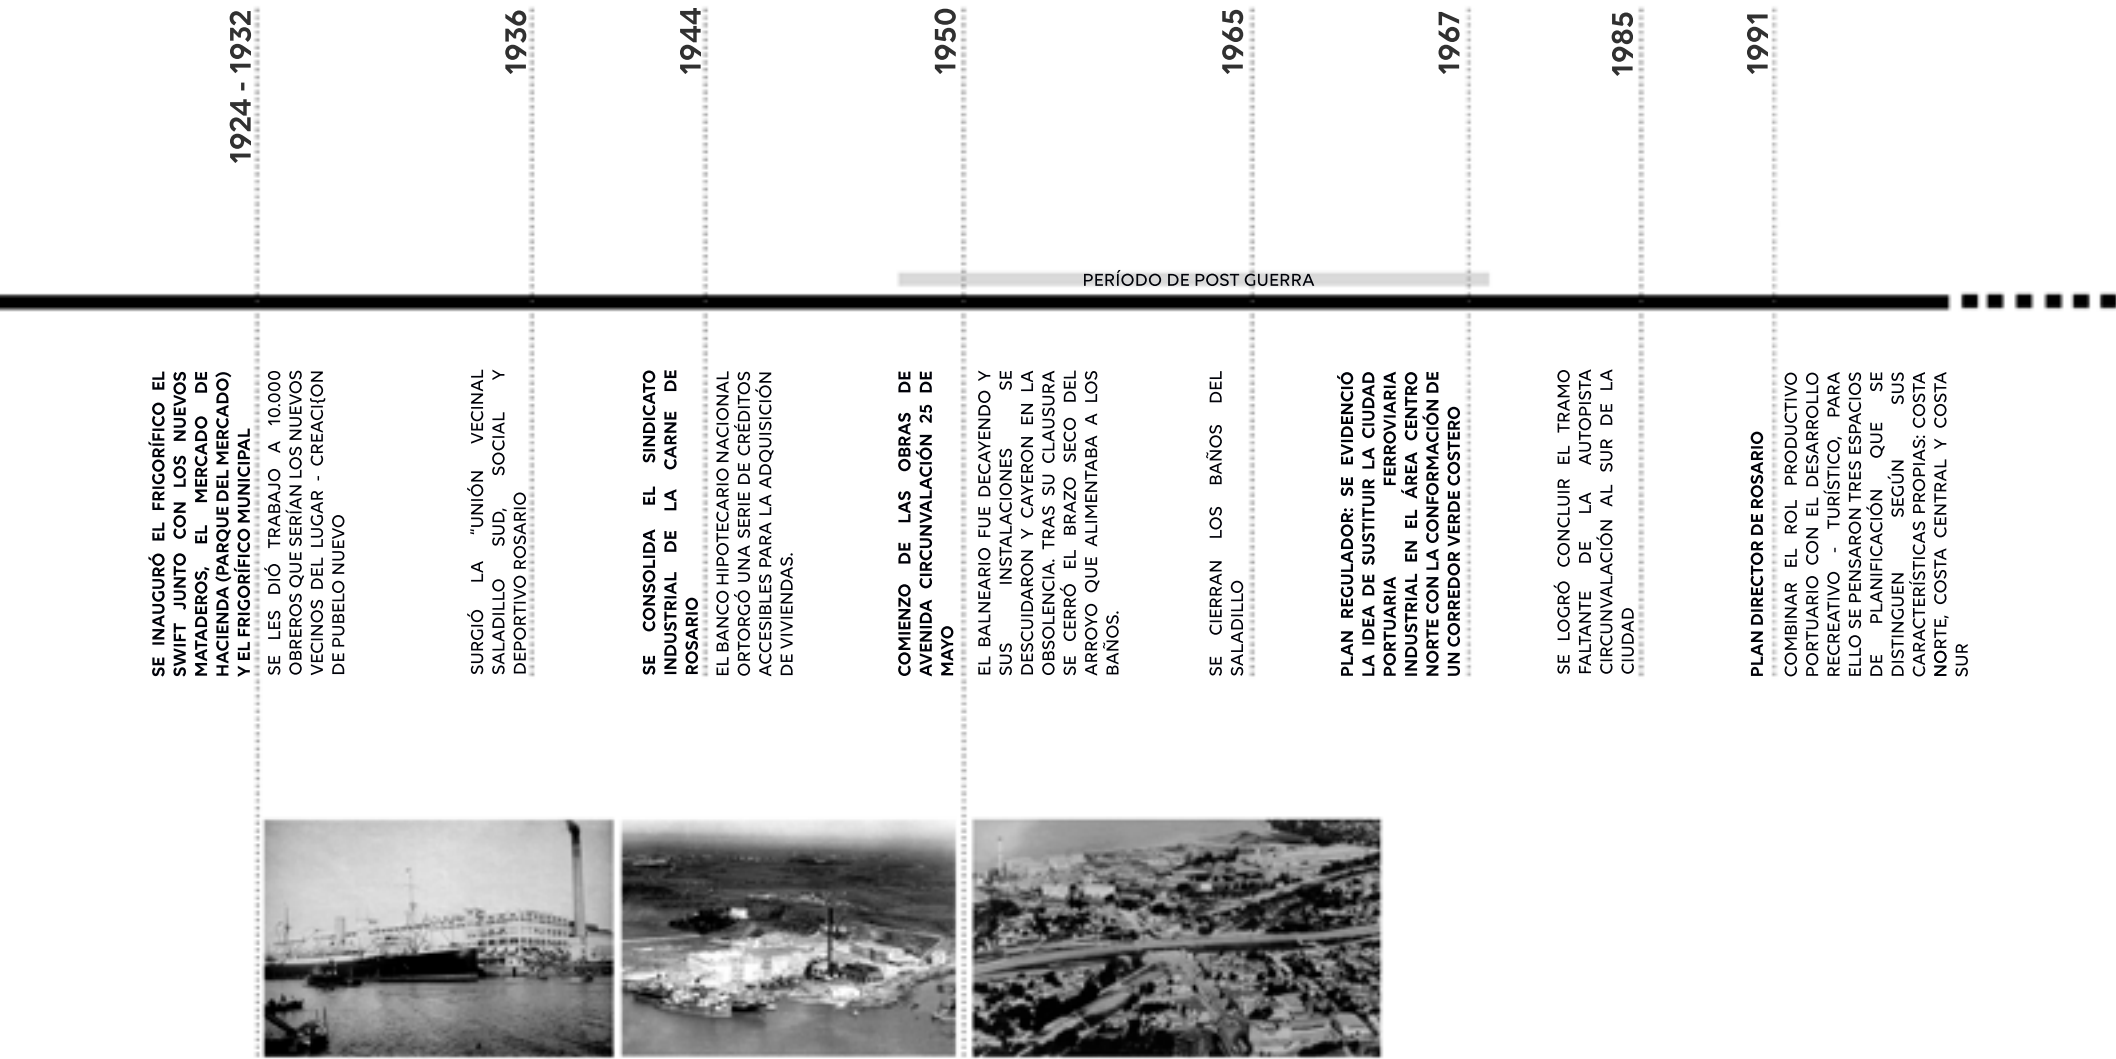 1924 - 1932
SE INAUGURÓ EL FRIGORÍFICO EL
SWIFT JUNTO CON LOS NUEVOS
MATADEROS, EL MERCADO DE
HACIENDA (PARQUE DEL MERCADO)
Y EL FRIGORÍFICO MUNICIPAL
SE LES DIÓ TRABAJO A 10.000
OBREROS QUE SERÍAN LOS NUEVOS
VECINOS DEL LUGAR - CREACI{ON
DE PUBELO NUEVO
1936
SURGIÓ LA "UNIÓN VECINAL
SALADILLO SUD, SOCIAL Y
DEPORTIVO ROSARIO
1944
SE CONSOLIDA EL SINDICATO
INDUSTRIAL DE LA CARNE DE
ROSARIO
EL BANCO HIPOTECARIO NACIONAL
ORTORGÓ UNA SERIE DE CRÉDITOS
ACCESIBLES PARA LA ADQUISICIÓN
DE VIVIENDAS.
PERÍODO DE POST GUERRA
1950
COMIENZO DE LAS OBRAS DE
AVENIDA CIRCUNVALACIÓN 25 DE
MAYO
EL BALNEARIO FUE DECAYENDO Y
SUS INSTALACIONES SE
DESCUIDARON Y CAYERON EN LA
OBSOLENCIA. TRAS SU CLAUSURA
SE CERRÓ EL BRAZO SECO DEL
ARROYO QUE ALIMENTABA A LOS
BAÑOS.
1965
SE CIERRAN LOS BAÑOS DEL
SALADILLO
1967
PLAN REGULADOR: SE EVIDENCIÓ
LA IDEA DE SUSTITUIR LA CIUDAD
PORTUARIA FERROVIARIA
INDUSTRIAL EN EL ÁREA CENTRO
NORTE CON LA CONFORMACIÓN DE
UN CORREDOR VERDE COSTERO
1985
SE LOGRÓ CONCLUIR EL TRAMO
FALTANTE DE LA AUTOPISTA
CIRCUNVALACIÓN AL SUR DE LA
CIUDAD
1991
PLAN DIRECTOR DE ROSARIO
COMBINAR EL ROL PRODUCTIVO
PORTUARIO CON EL DESARROLLO
RECREATIVO - TURÍSTICO, PARA
ELLO SE PENSARON TRES ESPACIOS
DE PLANIFICACIÓN QUE SE
DISTINGUEN SEGÚN SUS
CARACTERÍSTICAS PROPIAS: COSTA
NORTE, COSTA CENTRAL Y COSTA
SUR